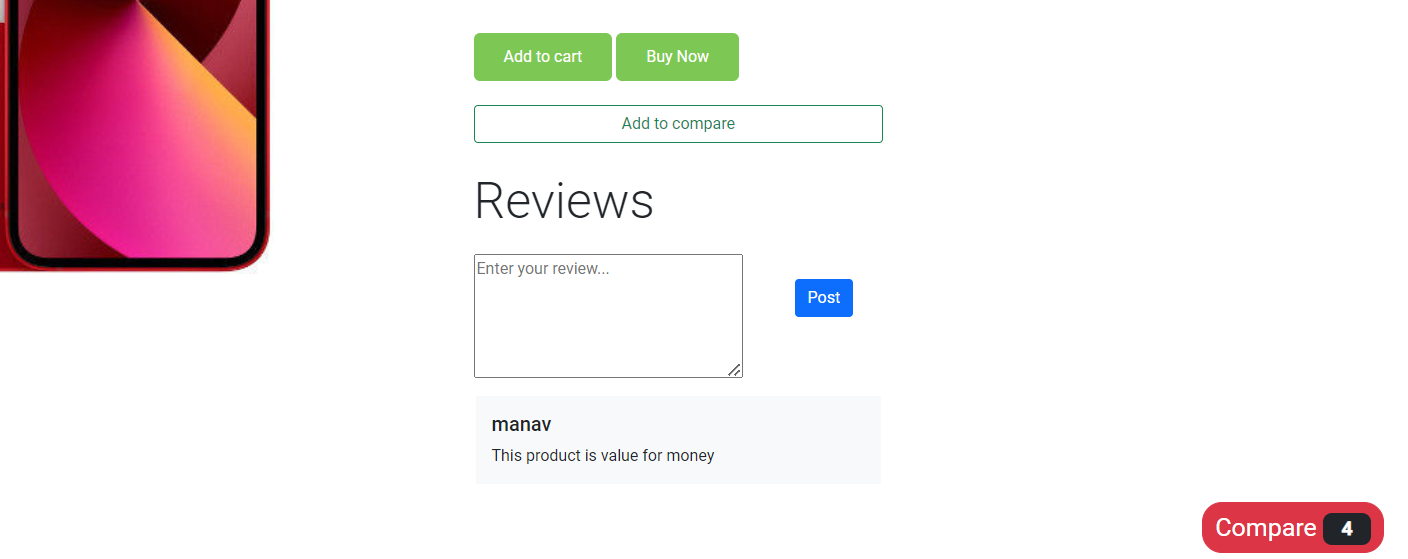 Add to cart Buy Now
Add to compare
Reviews
Enter your review...
Post
manav
This product is value for money
Compare 4